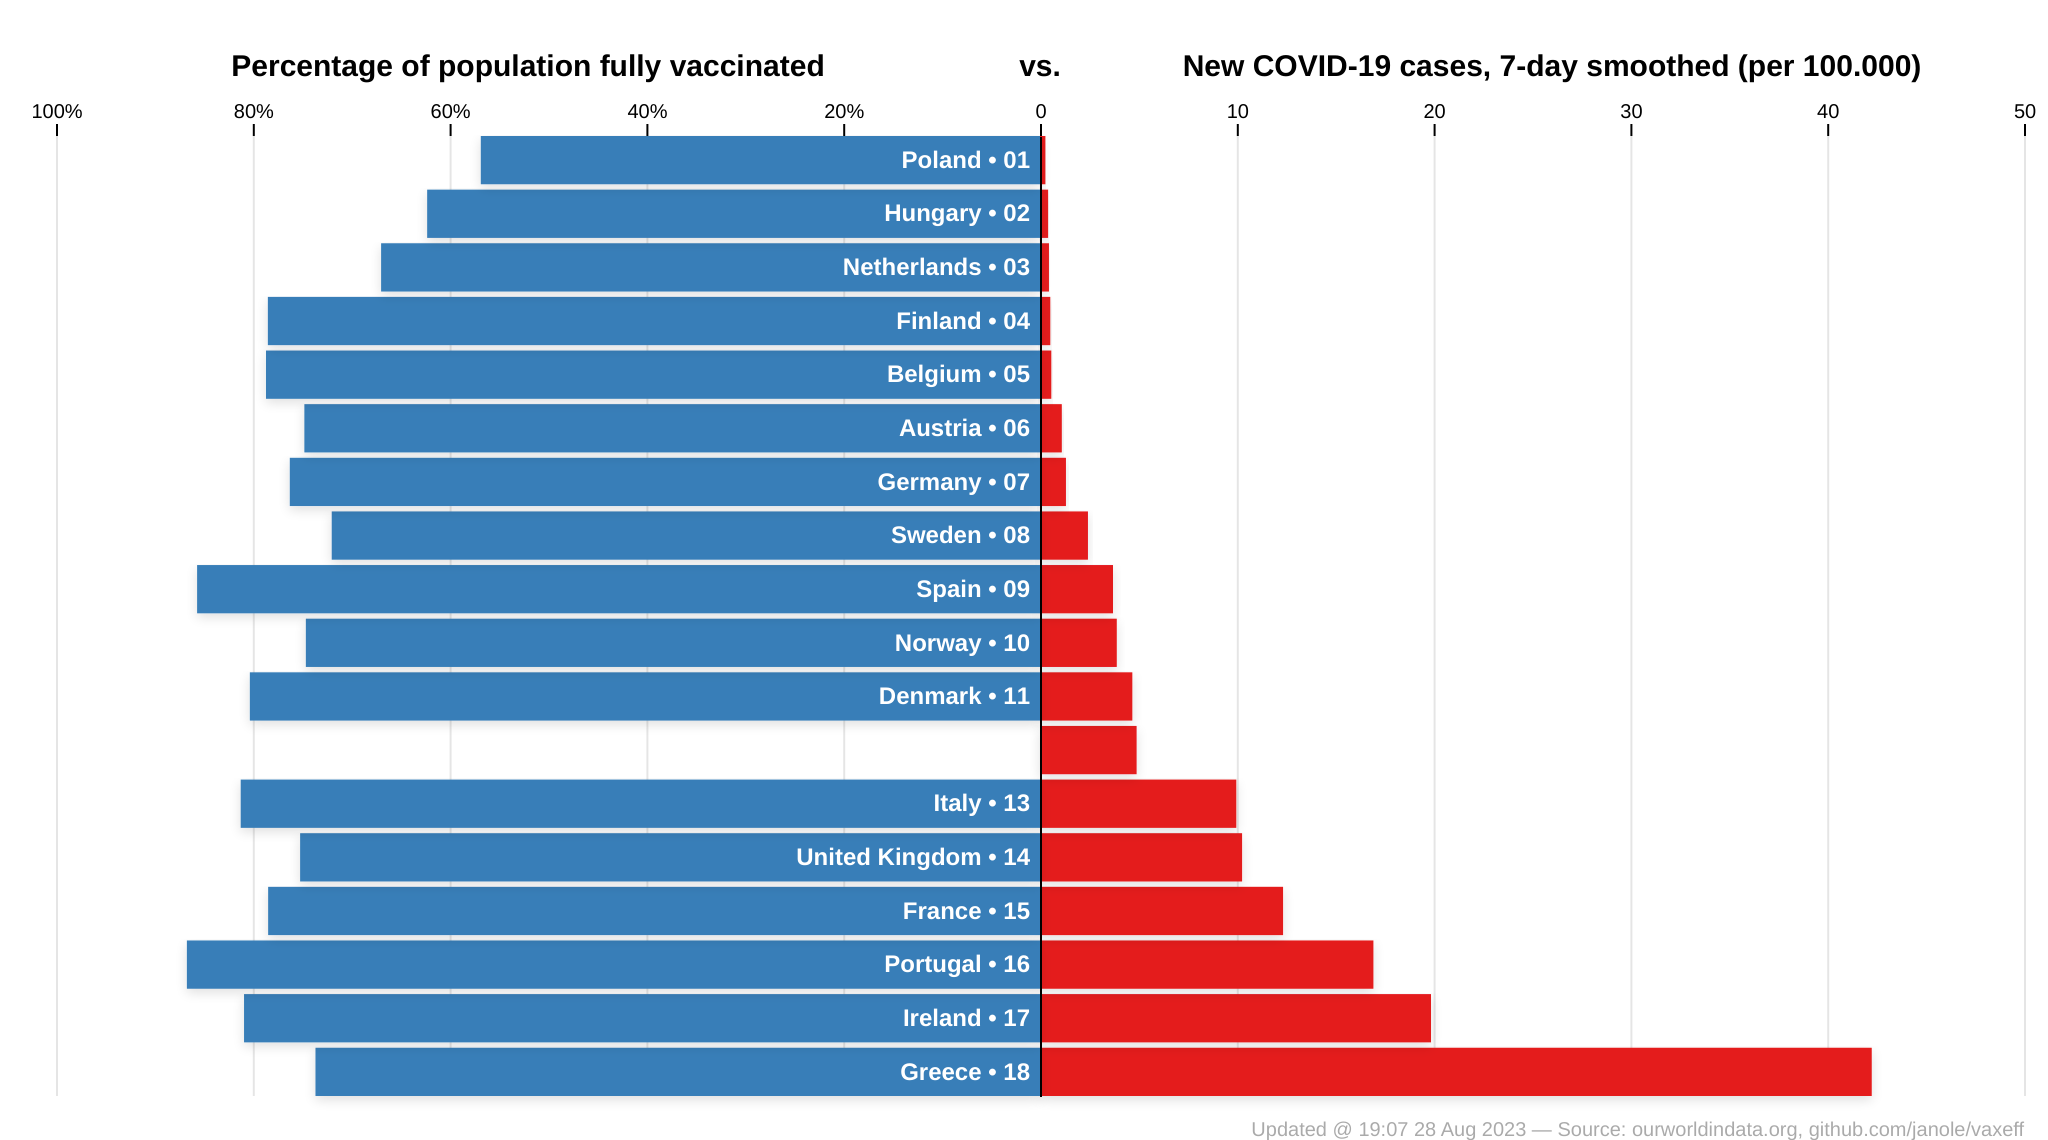 Percentage of population fully vaccinated vs. New COVID-19 cases, 7-day smoothed (per 100.000)
100% 80% 60% 40% 20% 0 10 20 30 40 50
Poland • 01
Hungary • 02
Netherlands • 03
Finland • 04
Belgium • 05
Austria • 06
Germany • 07
Sweden • 08
Spain • 09
Norway • 10
Denmark • 11
Italy • 13
United Kingdom • 14
France • 15
Portugal • 16
Ireland • 17
Greece • 18
Updated @ 19:07 28 Aug 2023 — Source: ourworldindata.org, github.com/janole/vaxeff